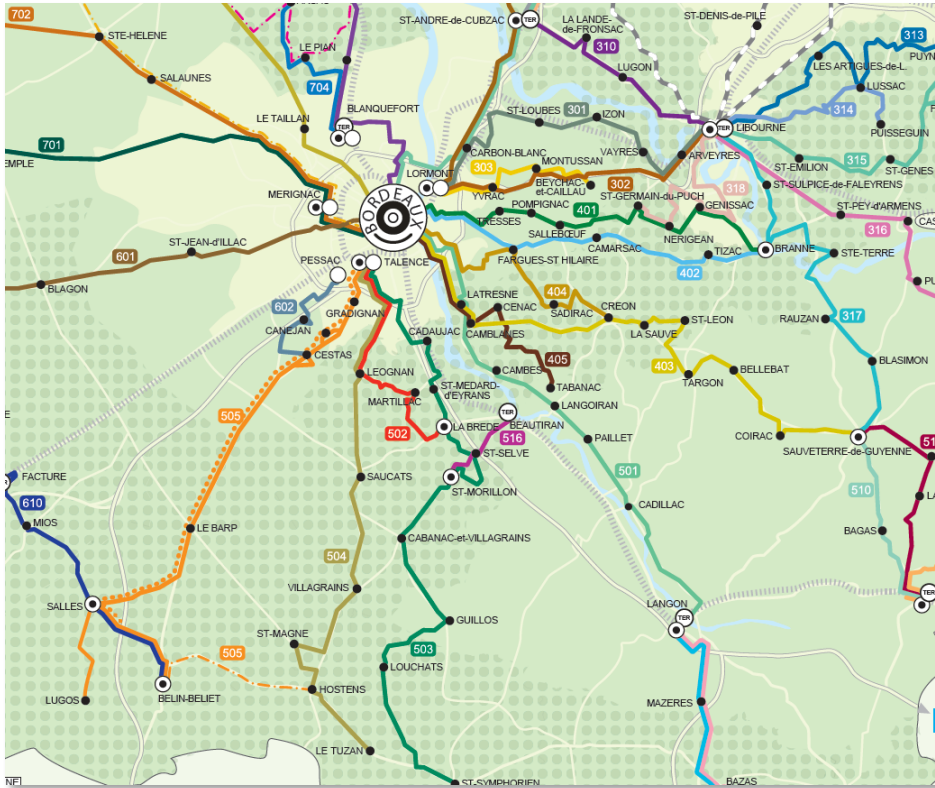 702
STE-HELENE
SALAUNES
LE PIAN
704
BLANQUEFORT
TER
LE TAILLAN
701
EMPLE
MERIGNAC
BORDEAUX
LORMONT
ST-ANDRE-de-CUBZAC
TER
LA LANDE-
de-FRONSAC
310
LUGON
ST-DENIS-de-PILE
313
LES ARTIGUES-de-L.
PUYN
LUSSAC
314
PUISSEGUIN
ST-LOUBES
301
IZON
VAYRES
CARBON-BLANC
303
MONTUSSAN
TER
LIBOURNE
ARVEYRES
ST-EMILION
315
ST-GENES
YVRAC
BEYCHAC-
et-CAILLAU
302
318
ST-SULPICE-de-FALEYRENS
ST-GERMAIN-du-PUCH
GENISSAC
ST-PEY-d'ARMENS
316
CAS
TRESSES
POMPIGNAC
401
SALLEBŒUF
NERIGEAN
CAMARSAC
TIZAC
BRANNE
STE-TERRE
402
FARGUES-ST HILAIRE
PU
601
ST-JEAN-d'ILLAC
BLAGON
PESSAC
TALENCE
602
GRADIGNAN
CANEJAN
CESTAS
LATRESNE
CENAC
404
SADIRAC
CREON
ST-LEON
LA SAUVE
CAMBLANES
CADAUJAC
405
403
TARGON
BELLEBAT
RAUZAN
317
BLASIMON
LEOGNAN
MARTILLAC
ST-MEDARD-
d'EYRANS
CAMBES
TABANAC
LANGOIRAN
TER
BEAUTIRAN
505
502
LA BREDE
516
ST-SELVE
PAILLET
COIRAC
SAUVETERRE-de-GUYENNE
51
501
510
LA
BAGAS
TER
FACTURE
610
MIOS
SAUCATS
ST-MORILLON
CADILLAC
LE BARP
504
CABANAC-et-VILLAGRAINS
VILLAGRAINS
SALLES
LANGON
TER
GUILLOS
ST-MAGNE
505
503
LOUCHATS
LUGOS
BELIN-BELIET
HOSTENS
MAZERES
LE TUZAN
ST-SYMPHORIEN
BAZAS
NE